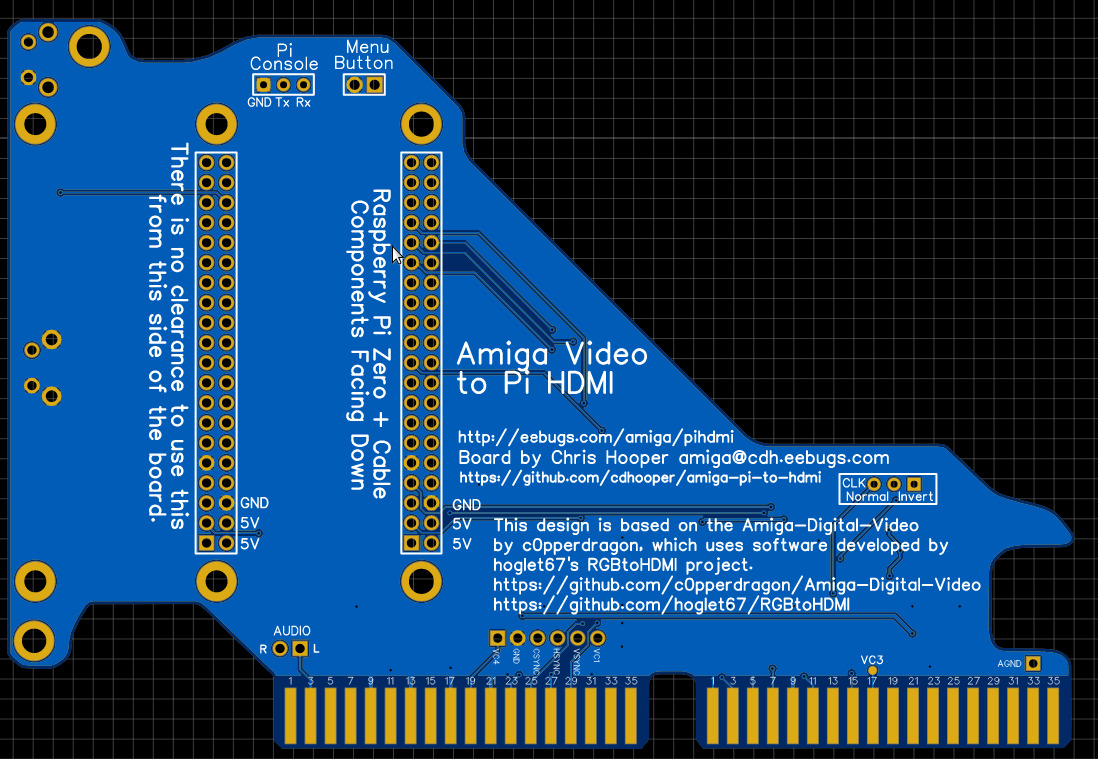 Pi
Console
GND Tx Rx
Menu
Button
There is no clearance to use this
from this side of the board.
Raspberry Pi Zero + Cable
Components Facing Down
GND
5V
5V
Amiga Video
to Pi HDMI
http://eebugs.com/amiga/pihdmi
Board by Chris Hooper amiga@cdh.eebugs.com
https://github.com/cdhooper/amiga-pi-to-hdmi
CLK
Normal Invert
GND
5V
5V
This design is based on the Amiga-Digital-Video
by c0pperdragon, which uses software developed by
hoglet67's RGBtoHDMI project.
https://github.com/c0pperdragon/Amiga-Digital-Video
https://github.com/hoglet67/RGBtoHDMI
AUDIO
R L
VC4 GND CSYNC HSYNC VSYNC VC1
VC3
AGND
1 3 5 7 9 11 13 15 17 19 21 23 25 27 29 31 33 35
1 3 5 7 9 11 13 15 17 19 21 23 25 27 29 31 33 35